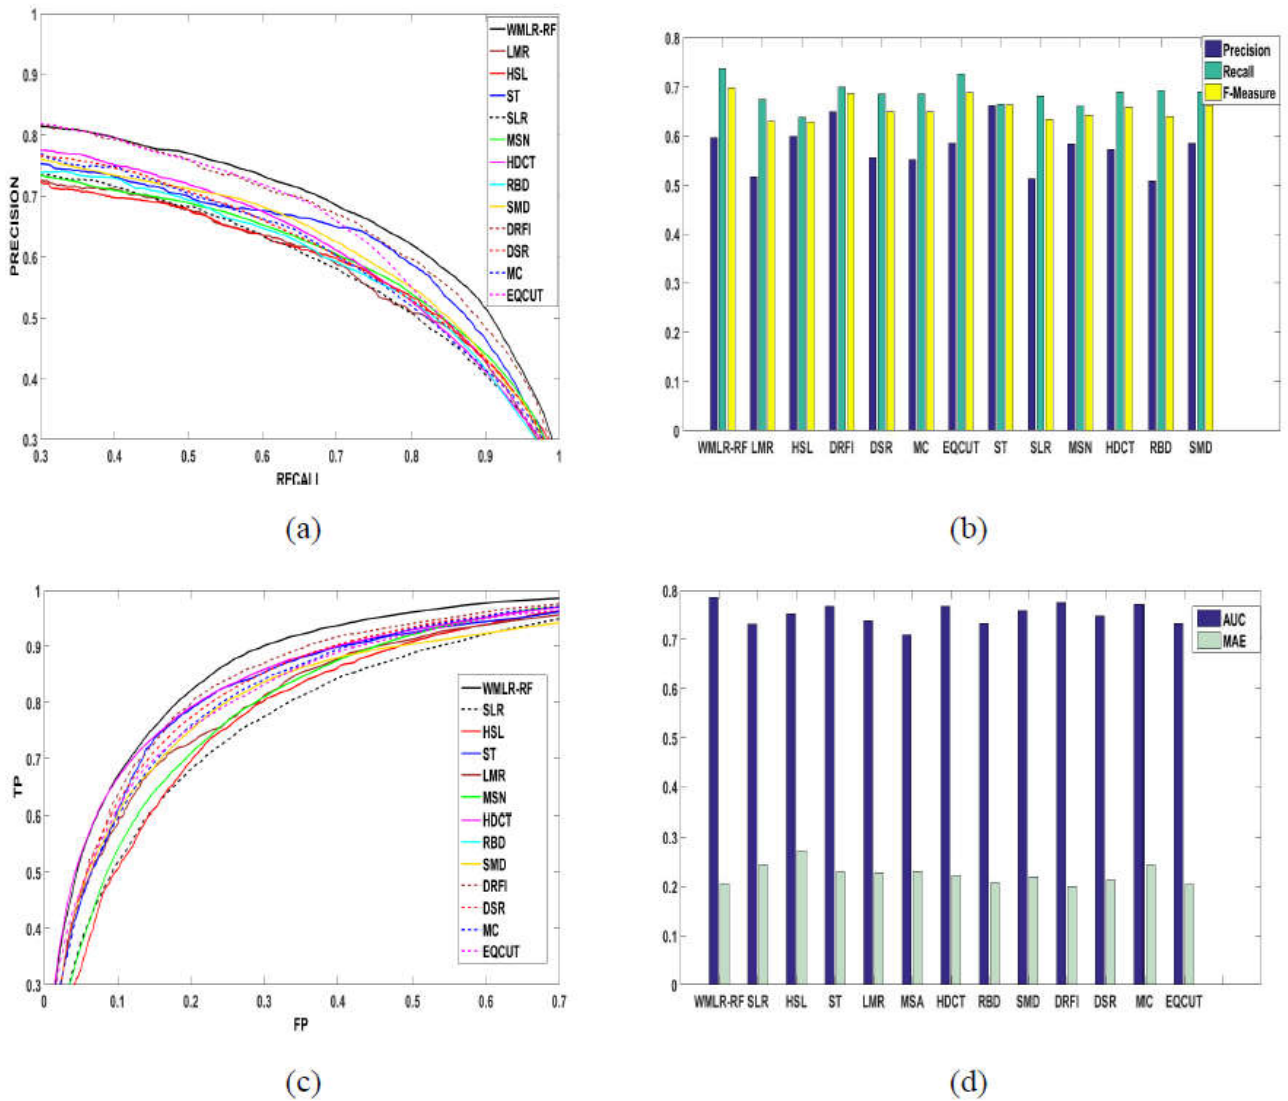 1
0.9
0.8
0.7
0.6
0.5
0.4
0.3
PRECISION
0.3 0.4 0.5 0.6 0.7 0.8 0.9 1
RECALL
WMLR-RF
LMR
HSL
ST
SLR
MSN
HDCT
RBD
SMD
DRFI
DSR
MC
EQCUT
(a)
0.8
0.7
0.6
0.5
0.4
0.3
0.2
0.1
0
Precision
Recall
F-Measure
WMLR-RF LMR HSL DRFI DSR MC EQCUT ST SLR MSN HDCT RBD SMD
(b)
1
0.9
0.8
0.7
0.6
0.5
0.4
0.3
TP
0 0.1 0.2 0.3 0.4 0.5 0.6 0.7
FP
WMLR-RF
SLR
HSL
ST
LMR
MSN
HDCT
RBD
SMD
DRFI
DSR
MC
EQCUT
(c)
0.8
0.7
0.6
0.5
0.4
0.3
0.2
0.1
0
AUC
MAE
WMLR-RF SLR HSL ST LMR MSA HDCT RBD SMD DRFI DSR MIC EQCUT
(d)